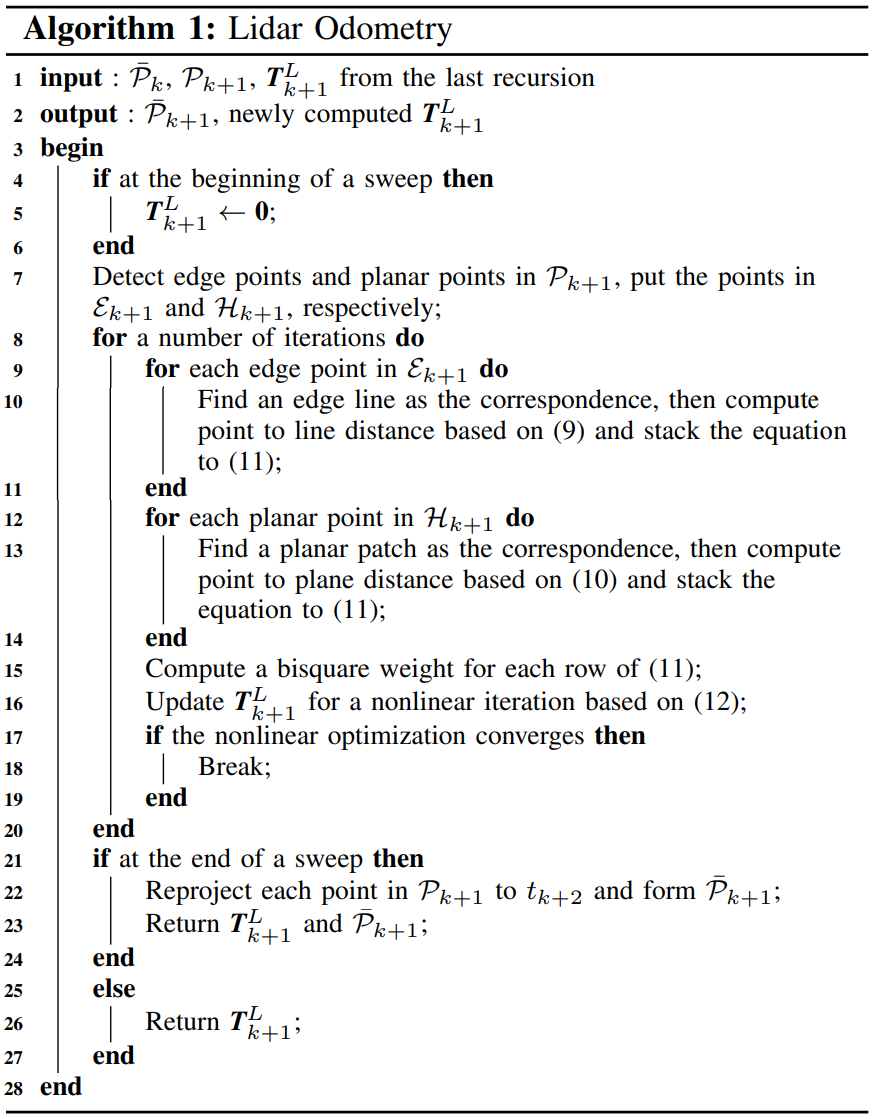 Algorithm 1: Lidar Odometry
1 input : $\bar{\mathcal{P}}_k$, $\mathcal{P}_{k+1}$, $\boldsymbol{T}^L_{k+1}$ from the last recursion
2 output : $\bar{\mathcal{P}}_{k+1}$, newly computed $\boldsymbol{T}^L_{k+1}$
3 begin
4 if at the beginning of a sweep then
5 $\boldsymbol{T}^L_{k+1} \leftarrow \mathbf{0}$;
6 end
7 Detect edge points and planar points in $\mathcal{P}_{k+1}$, put the points in
$\mathcal{E}_{k+1}$ and $\mathcal{H}_{k+1}$, respectively;
8 for a number of iterations do
9 for each edge point in $\mathcal{E}_{k+1}$ do
10 Find an edge line as the correspondence, then compute
point to line distance based on (9) and stack the equation
to (11);
11 end
12 for each planar point in $\mathcal{H}_{k+1}$ do
13 Find a planar patch as the correspondence, then compute
point to plane distance based on (10) and stack the
equation to (11);
14 end
15 Compute a bisquare weight for each row of (11);
16 Update $\boldsymbol{T}^L_{k+1}$ for a nonlinear iteration based on (12);
17 if the nonlinear optimization converges then
18 Break;
19 end
20 end
21 if at the end of a sweep then
22 Reproject each point in $\mathcal{P}_{k+1}$ to $t_{k+2}$ and form $\bar{\mathcal{P}}_{k+1}$;
23 Return $\boldsymbol{T}^L_{k+1}$ and $\bar{\mathcal{P}}_{k+1}$;
24 end
25 else
26 Return $\boldsymbol{T}^L_{k+1}$;
27 end
28 end